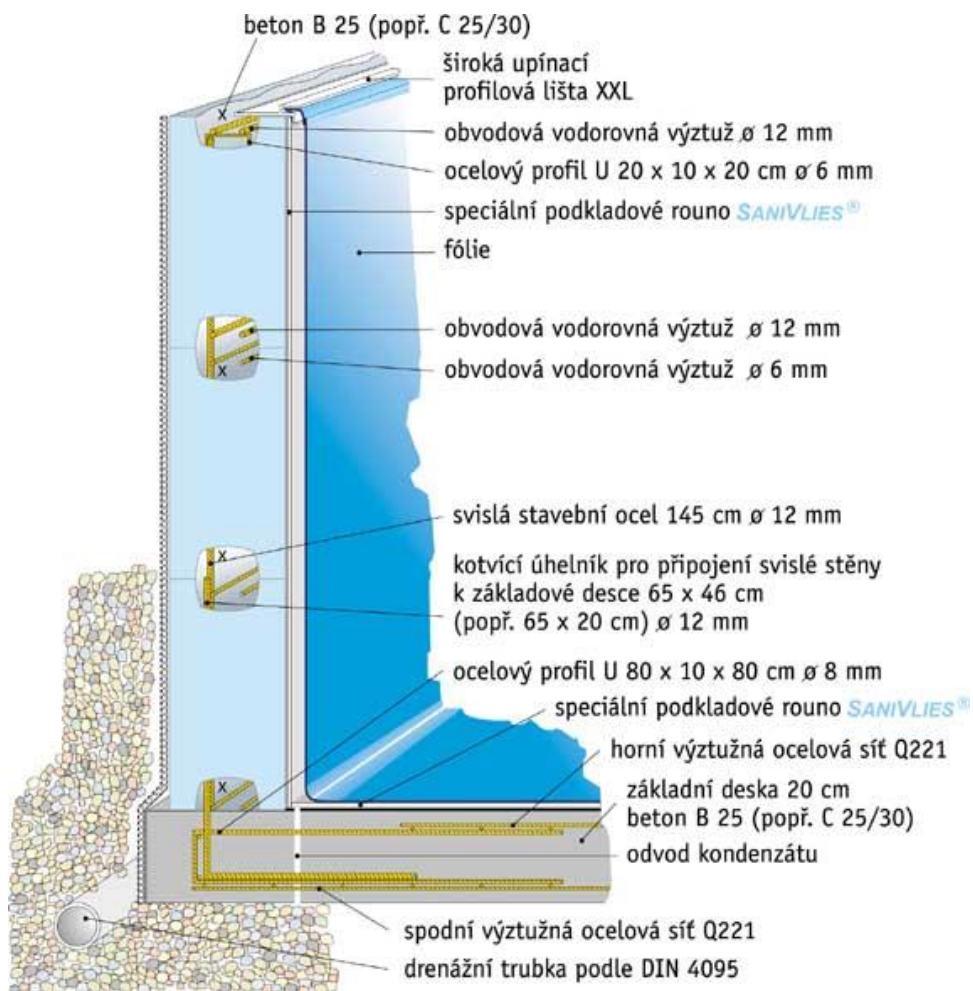 beton B 25 (popř. C 25/30)
široká upínací
profilová lišta XXL
x
obvodová vodorovná výztuž ø 12 mm
ocelový profil U 20 x 10 x 20 cm ø 6 mm
speciální podkladové rouno SANIVLIES®
fólie
obvodová vodorovná výztuž ø 12 mm
obvodová vodorovná výztuž ø 6 mm
x
svislá stavební ocel 145 cm ø 12 mm
x
kotvící úhelník pro připojení svislé stěny
k základové desce 65 x 46 cm
(popř. 65 x 20 cm) ø 12 mm
ocelový profil U 80 x 10 x 80 cm ø 8 mm
speciální podkladové rouno SANIVLIES®
horní výztužná ocelová síť Q221
x
základní deska 20 cm
beton B 25 (popř. C 25/30)
odvod kondenzátu
spodní výztužná ocelová síť Q221
drenážní trubka podle DIN 4095